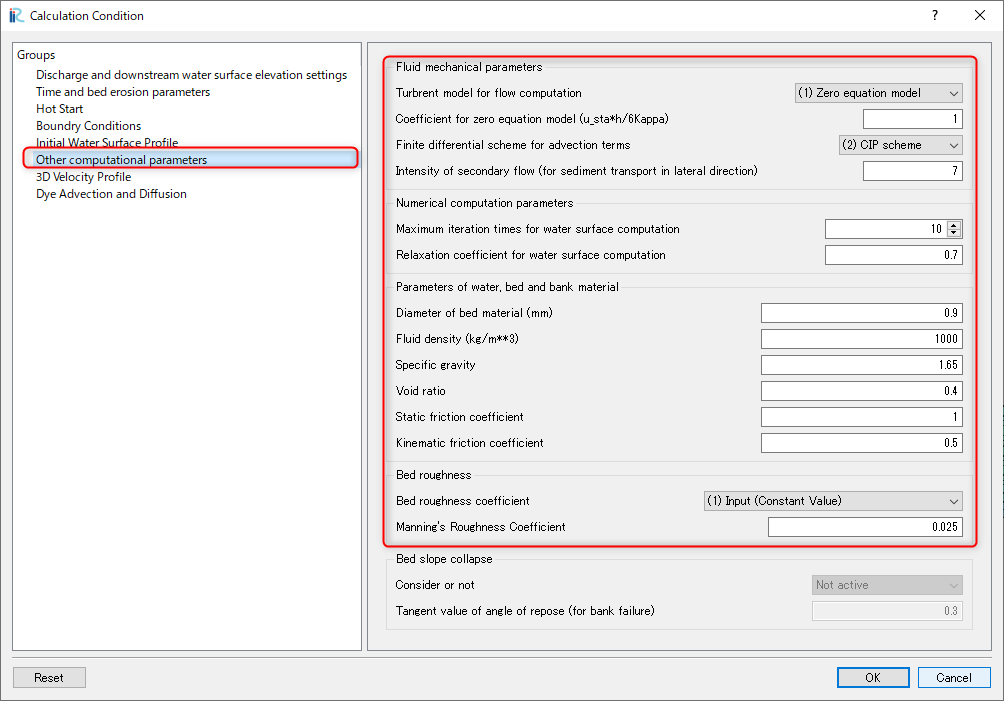 Calculation Condition
?
Groups
Discharge and downstream water surface elevation settings
Time and bed erosion parameters
Hot Start
Boundry Conditions
Initial Water Surface Profile
Other computational parameters
3D Velocity Profile
Dye Advection and Diffusion
Fluid mechanical parameters
Turbrent model for flow computation (1) Zero equation model
Coefficient for zero equation model (u_sta*h/6Kappa) 1
Finite differential scheme for advection terms (2) CIP scheme
Intensity of secondary flow (for sediment transport in lateral direction) 7
Numerical computation parameters
Maximum iteration times for water surface computation 10
Relaxation coefficient for water surface computation 0.7
Parameters of water, bed and bank material
Diameter of bed material (mm) 0.9
Fluid density (kg/m**3) 1000
Specific gravity 1.65
Void ratio 0.4
Static friction coefficient 1
Kinematic friction coefficient 0.5
Bed roughness
Bed roughness coefficient (1) Input (Constant Value)
Manning's Roughness Coefficient 0.025
Bed slope collapse
Consider or not Not active
Tangent value of angle of repose (for bank failure) 0.3
Reset OK Cancel